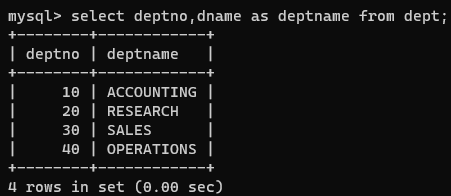 mysql> select deptno,dname as deptname from dept;
+--------+------------+
| deptno | deptname   |
+--------+------------+
|     10 | ACCOUNTING |
|     20 | RESEARCH   |
|     30 | SALES      |
|     40 | OPERATIONS |
+--------+------------+
4 rows in set (0.00 sec)